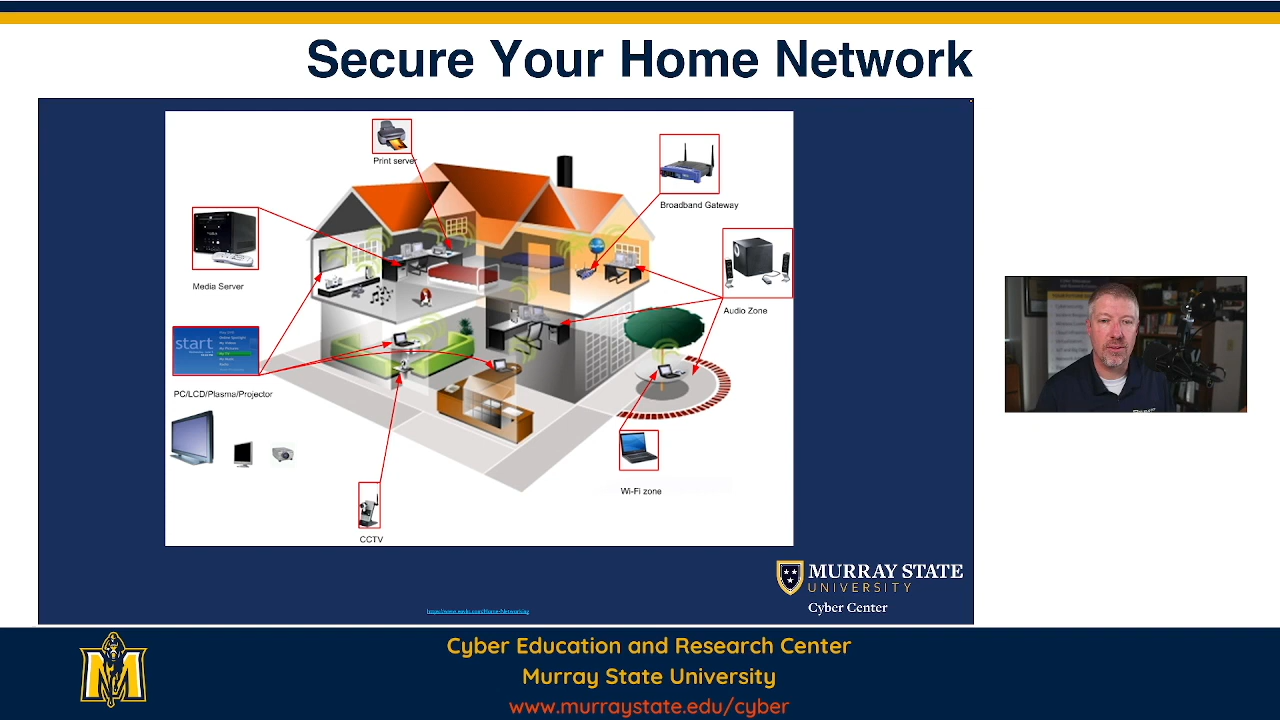 Secure Your Home Network
Print server
Broadband Gateway
Media Server
Audio Zone
start
PC/LCD/Plasma/Projector
Wi-Fi zone
CCTV
MURRAY STATE
UNIVERSITY
Cyber Center
Cyber Education and Research Center
Murray State University
www.murraystate.edu/cyber